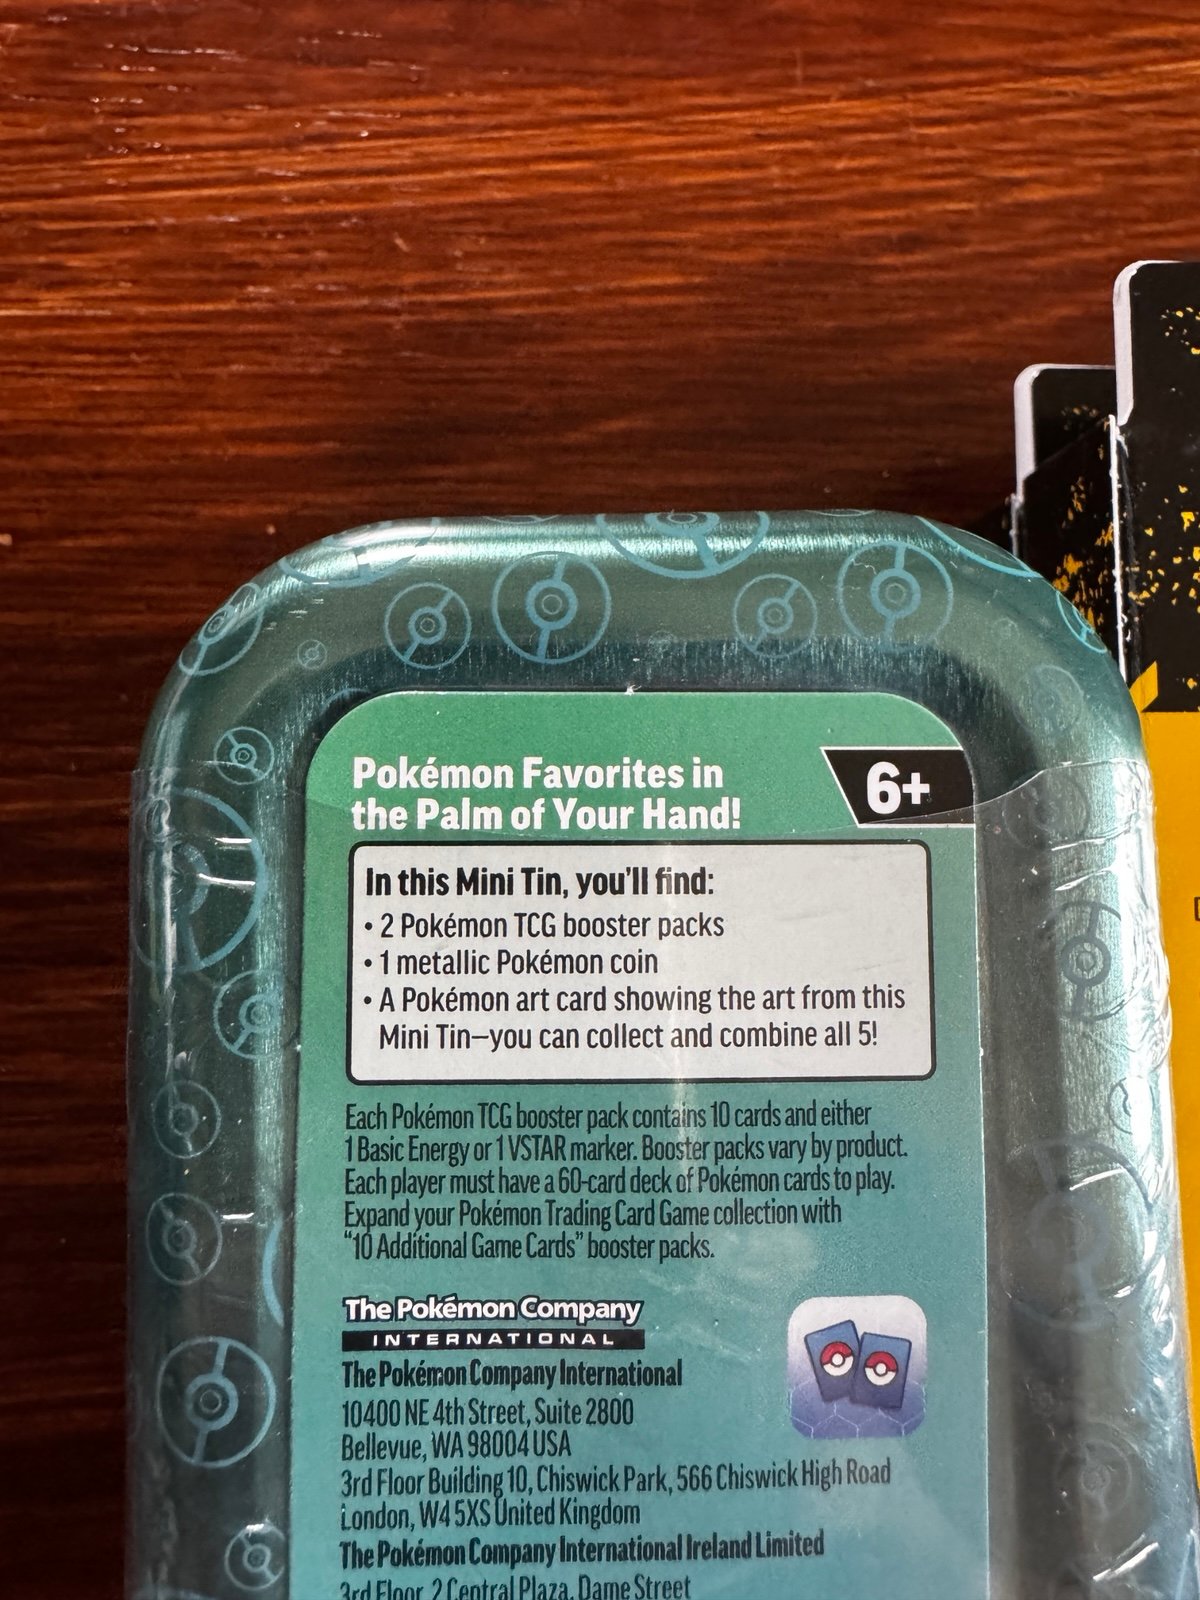 Pokémon Favorites in
the Palm of Your Hand!
6+
In this Mini Tin, you'll find:
• 2 Pokémon TCG booster packs
• 1 metallic Pokémon coin
• A Pokémon art card showing the art from this
Mini Tin—you can collect and combine all 5!
Each Pokémon TCG booster pack contains 10 cards and either
1 Basic Energy or 1 VSTAR marker. Booster packs vary by product.
Each player must have a 60-card deck of Pokémon cards to play.
Expand your Pokémon Trading Card Game collection with
“10 Additional Game Cards” booster packs.
The Pokémon Company
INTERNATIONAL
The Pokémon Company International
10400 NE 4th Street, Suite 2800
Bellevue, WA 98004 USA
3rd Floor Building 10, Chiswick Park, 566 Chiswick High Road
London, W4 5XS United Kingdom
The Pokémon Company International Ireland Limited
3rd Floor, 2 Central Plaza, Dame Street